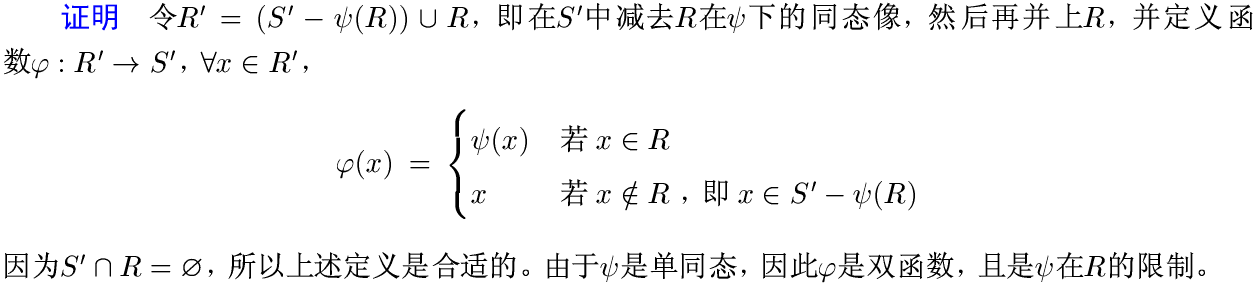 证明 令R′ = (S′ − ψ(R)) ∪ R，即在S′中减去R在ψ下的同态像，然后再并上R，并定义函
数φ : R′ → S′，∀x ∈ R′，
φ(x) = { ψ(x) 若 x ∈ R
x 若 x ∉ R ，即 x ∈ S′ − ψ(R)
因为S′ ∩ R = ∅，所以上述定义是合适的。由于ψ是单同态，因此φ是双函数，且是ψ在R的限制。